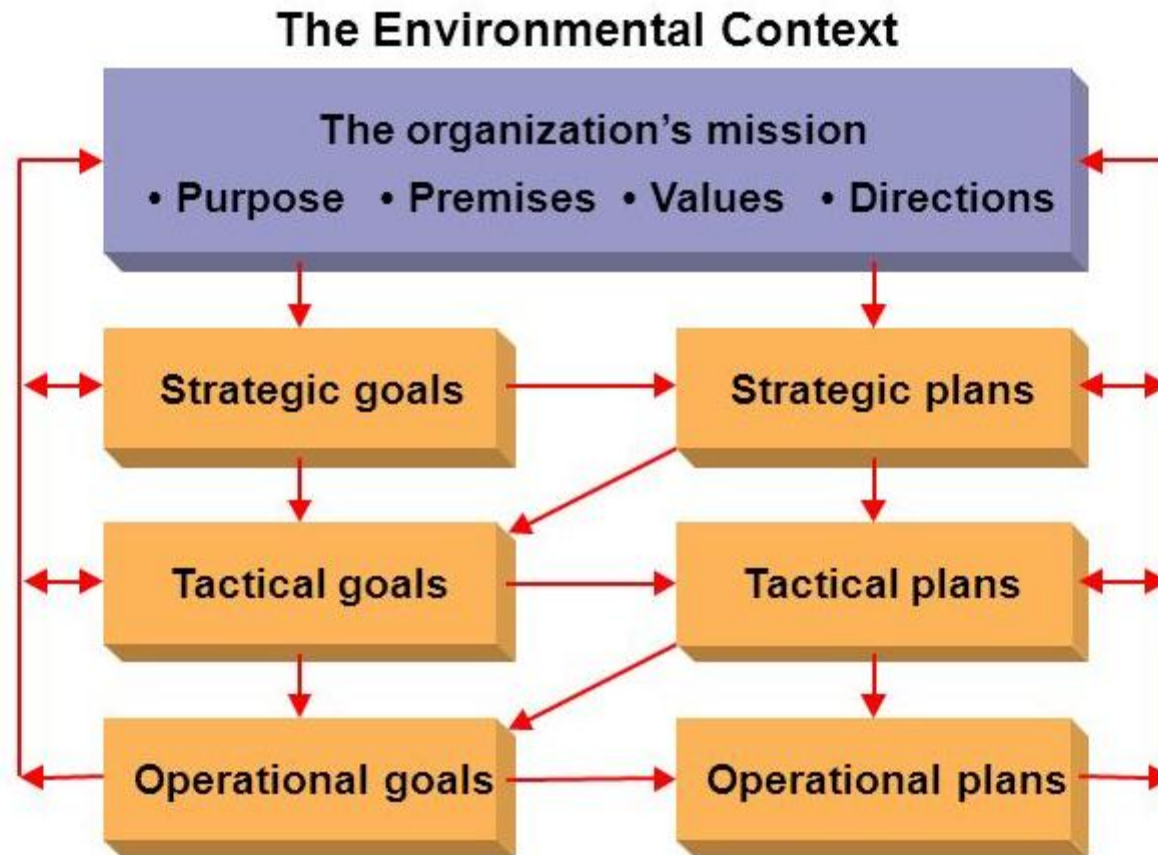 The Environmental Context
The organization’s mission
• Purpose • Premises • Values • Directions
Strategic goals
Strategic plans
Tactical goals
Tactical plans
Operational goals
Operational plans